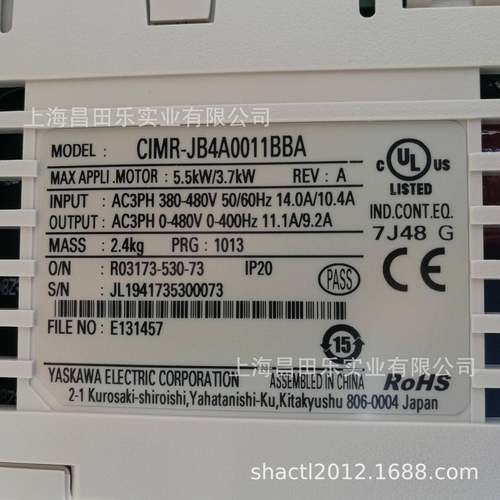 上海昌田乐实业有限公司
MODEL : CIMR-JB4A0011BBA
MAX APPLI .MOTOR : 5.5kW/3.7kW REV : A
INPUT : AC3PH 380-480V 50/60Hz 14.0A/10.4A
OUTPUT : AC3PH 0-480V 0-400Hz 11.1A/9.2A
MASS : 2.4kg PRG : 1013
O/N : R03173-530-73 IP20
S/N : JL1941735300073
PASS
FILE NO : E131457
C UL US
LISTED
IND.CONT.EQ.
7J48 G
CE
15
上海昌田乐实业有限公司
YASKAWA ELECTRIC CORPORATION ASSEMBLED IN CHINA RoHS
2-1 Kurosaki-shiroishi,Yahatanishi-Ku,Kitakyushu 806-0004 Japan
shactl2012.1688.com